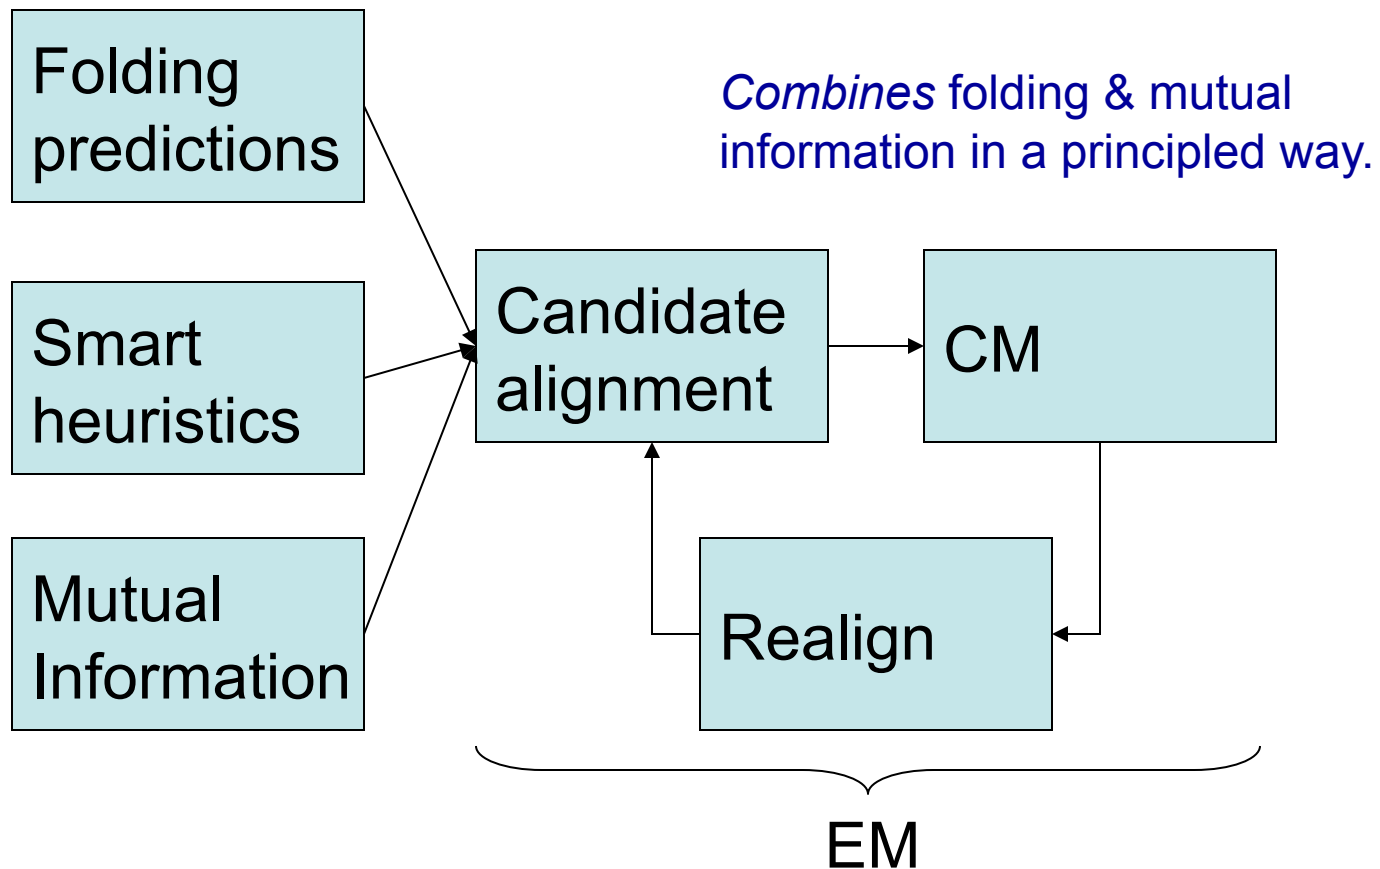 Folding
predictions
Combines folding & mutual
information in a principled way.
Smart
heuristics
Candidate
alignment
CM
Mutual
Information
Realign
EM